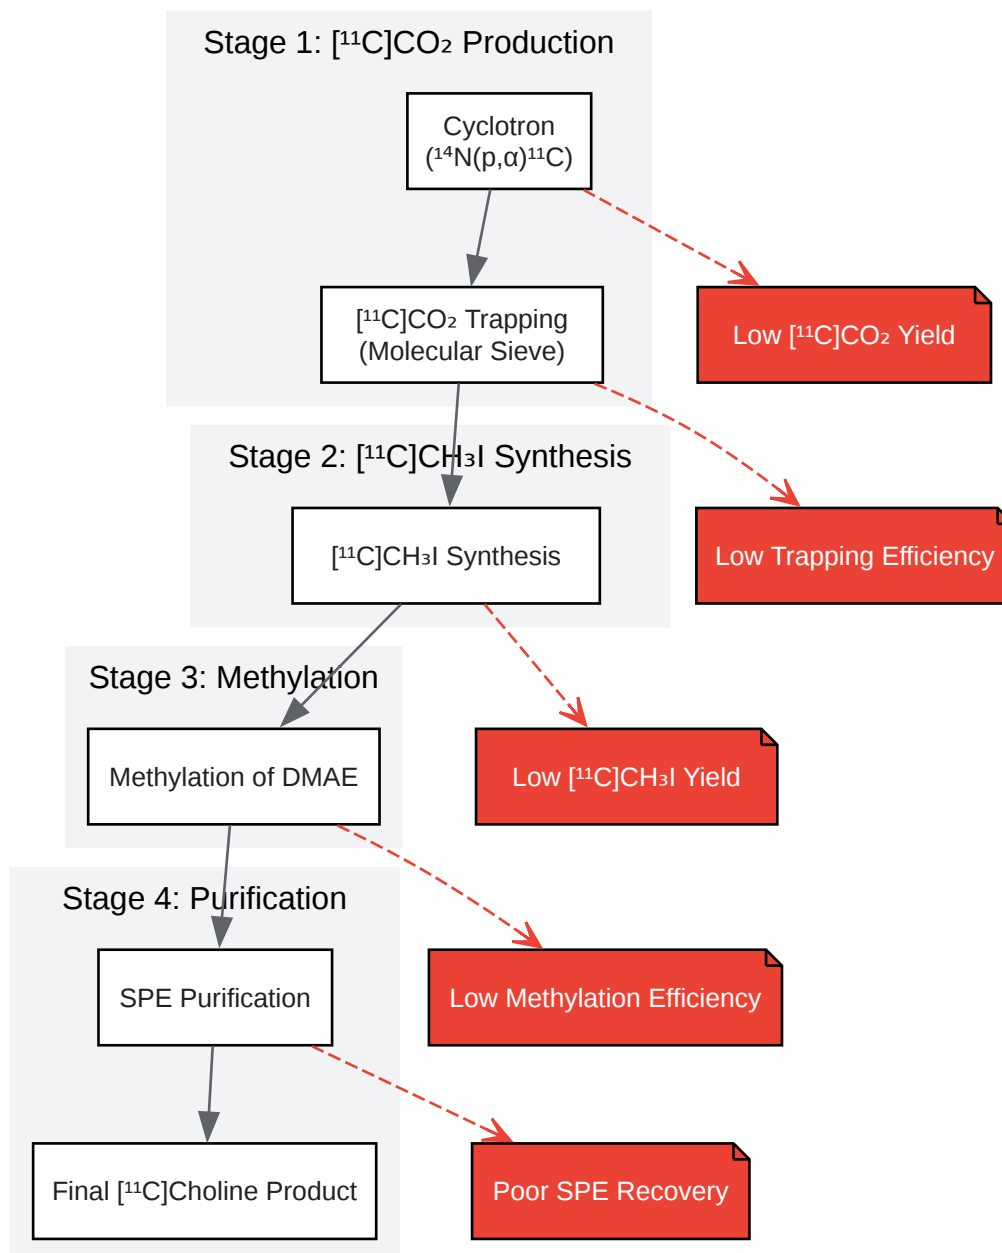 Stage 1: [¹¹C]CO₂ Production
Cyclotron
(¹⁴N(p,α)¹¹C)
[¹¹C]CO₂ Trapping
(Molecular Sieve)
Low [¹¹C]CO₂ Yield
Stage 2: [¹¹C]CH₃I Synthesis
[¹¹C]CH₃I Synthesis
Low Trapping Efficiency
Stage 3: Methylation
Methylation of DMAE
Low [¹¹C]CH₃I Yield
Stage 4: Purification
SPE Purification
Low Methylation Efficiency
Final [¹¹C]Choline Product
Poor SPE Recovery